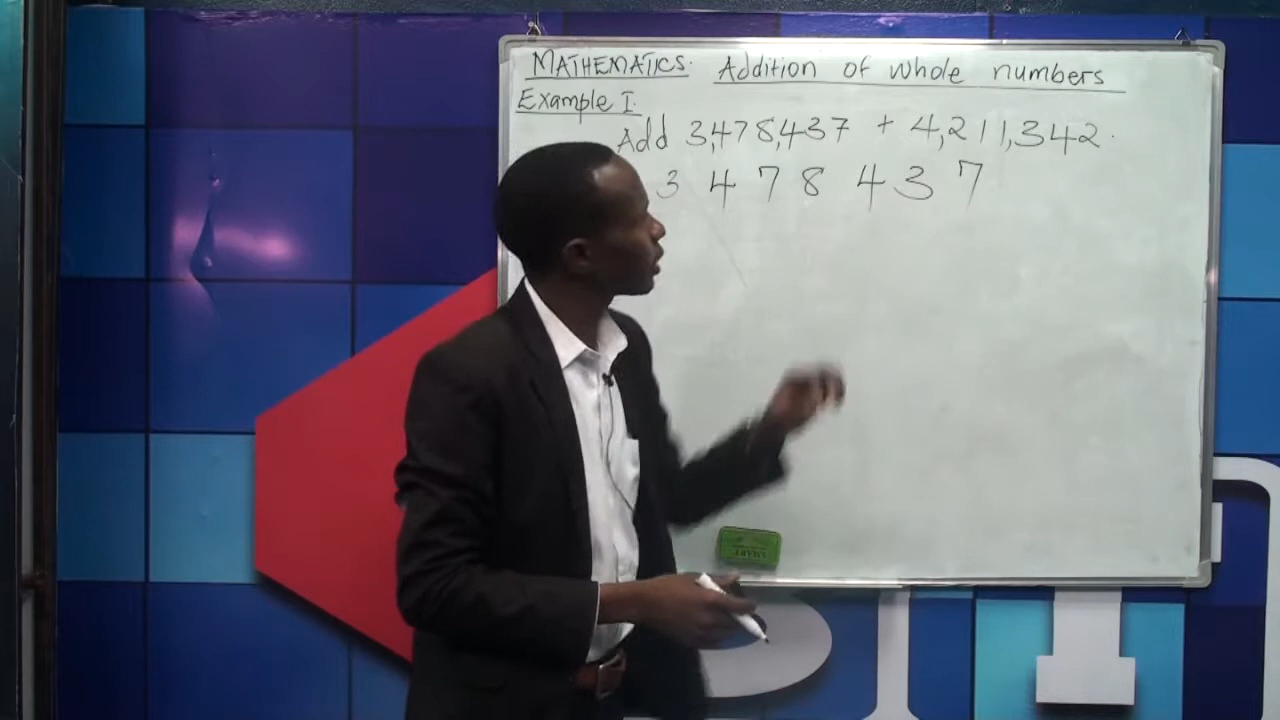 MATHEMATICS. Addition of whole numbers
Example I.
Add 3,478,437 + 4,211,342.
3 4 7 8 4 3 7
SMART